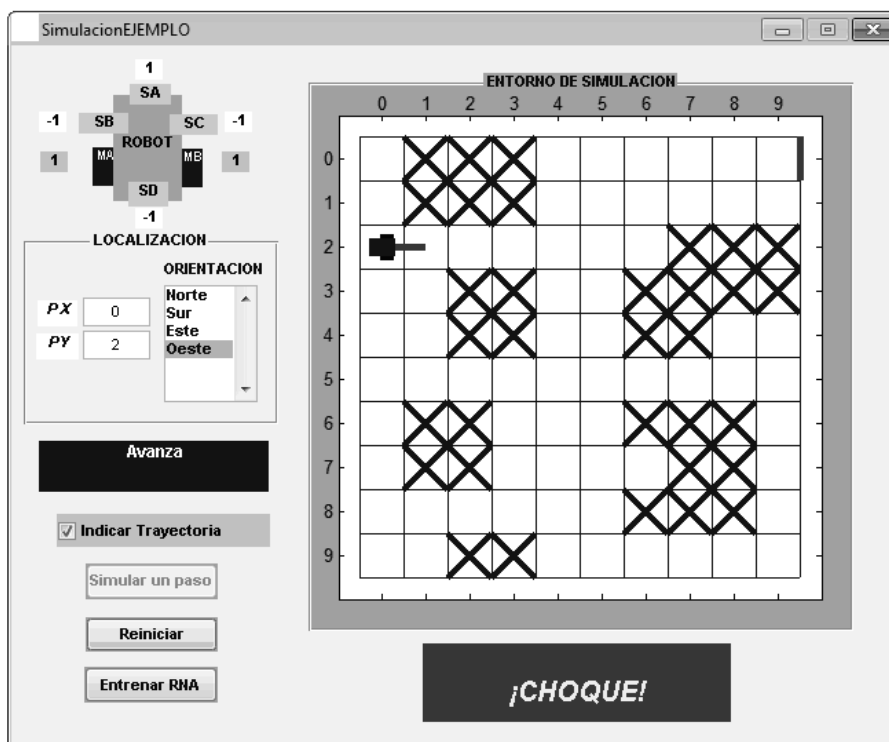 SimulacionEJEMPLO
1
SA
-1 SB SC -1
ROBOT
1 MA MB 1
SD
-1
LOCALIZACION
ORIENTACION
Norte
PX 0 Sur
Este
PY 2 Oeste
Avanza
Indicar Trayectoria
Simular un paso
Reiniciar
Entrenar RNA
ENTORNO DE SIMULACION
0 1 2 3 4 5 6 7 8 9
0
1
2
3
4
5
6
7
8
9
¡CHOQUE!